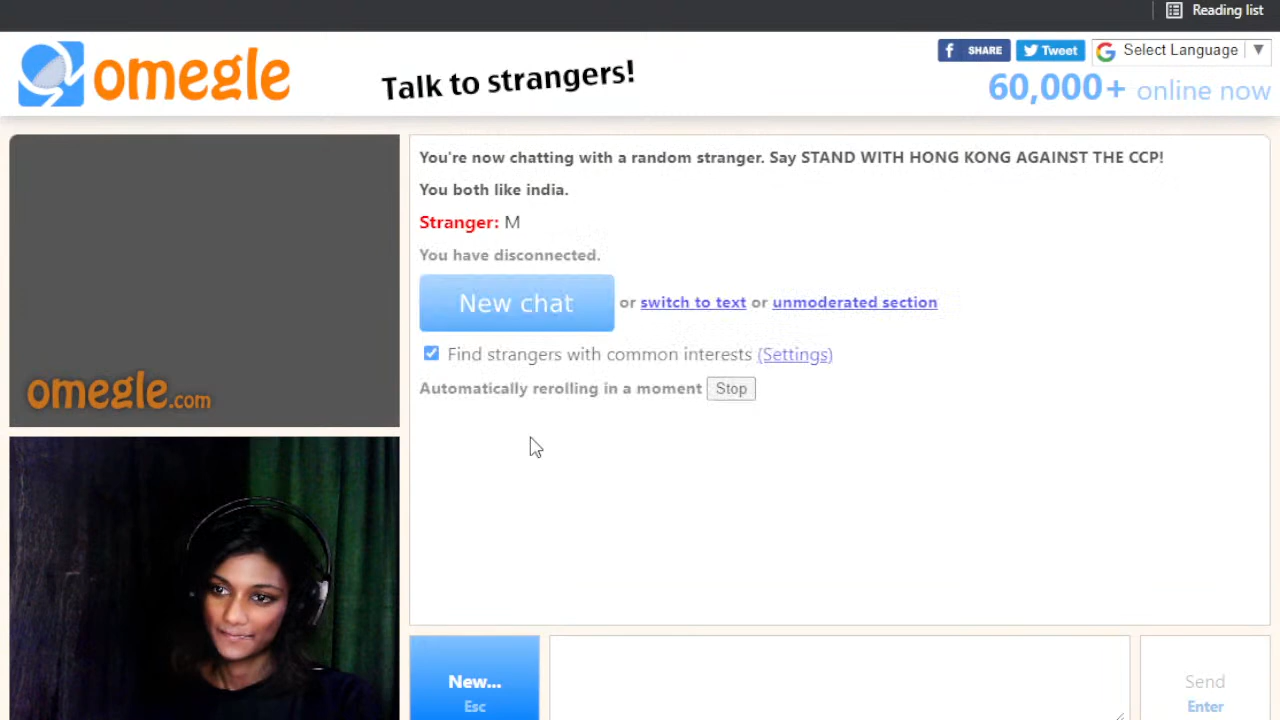 Reading list
omegle
Talk to strangers!
SHARE
Tweet
Select Language
60,000+ online now
You're now chatting with a random stranger. Say STAND WITH HONG KONG AGAINST THE CCP!
You both like india.
Stranger: M
You have disconnected.
New chat or switch to text or unmoderated section
Find strangers with common interests (Settings)
Automatically rerolling in a moment Stop
omegle.com
New...
Esc
Send
Enter